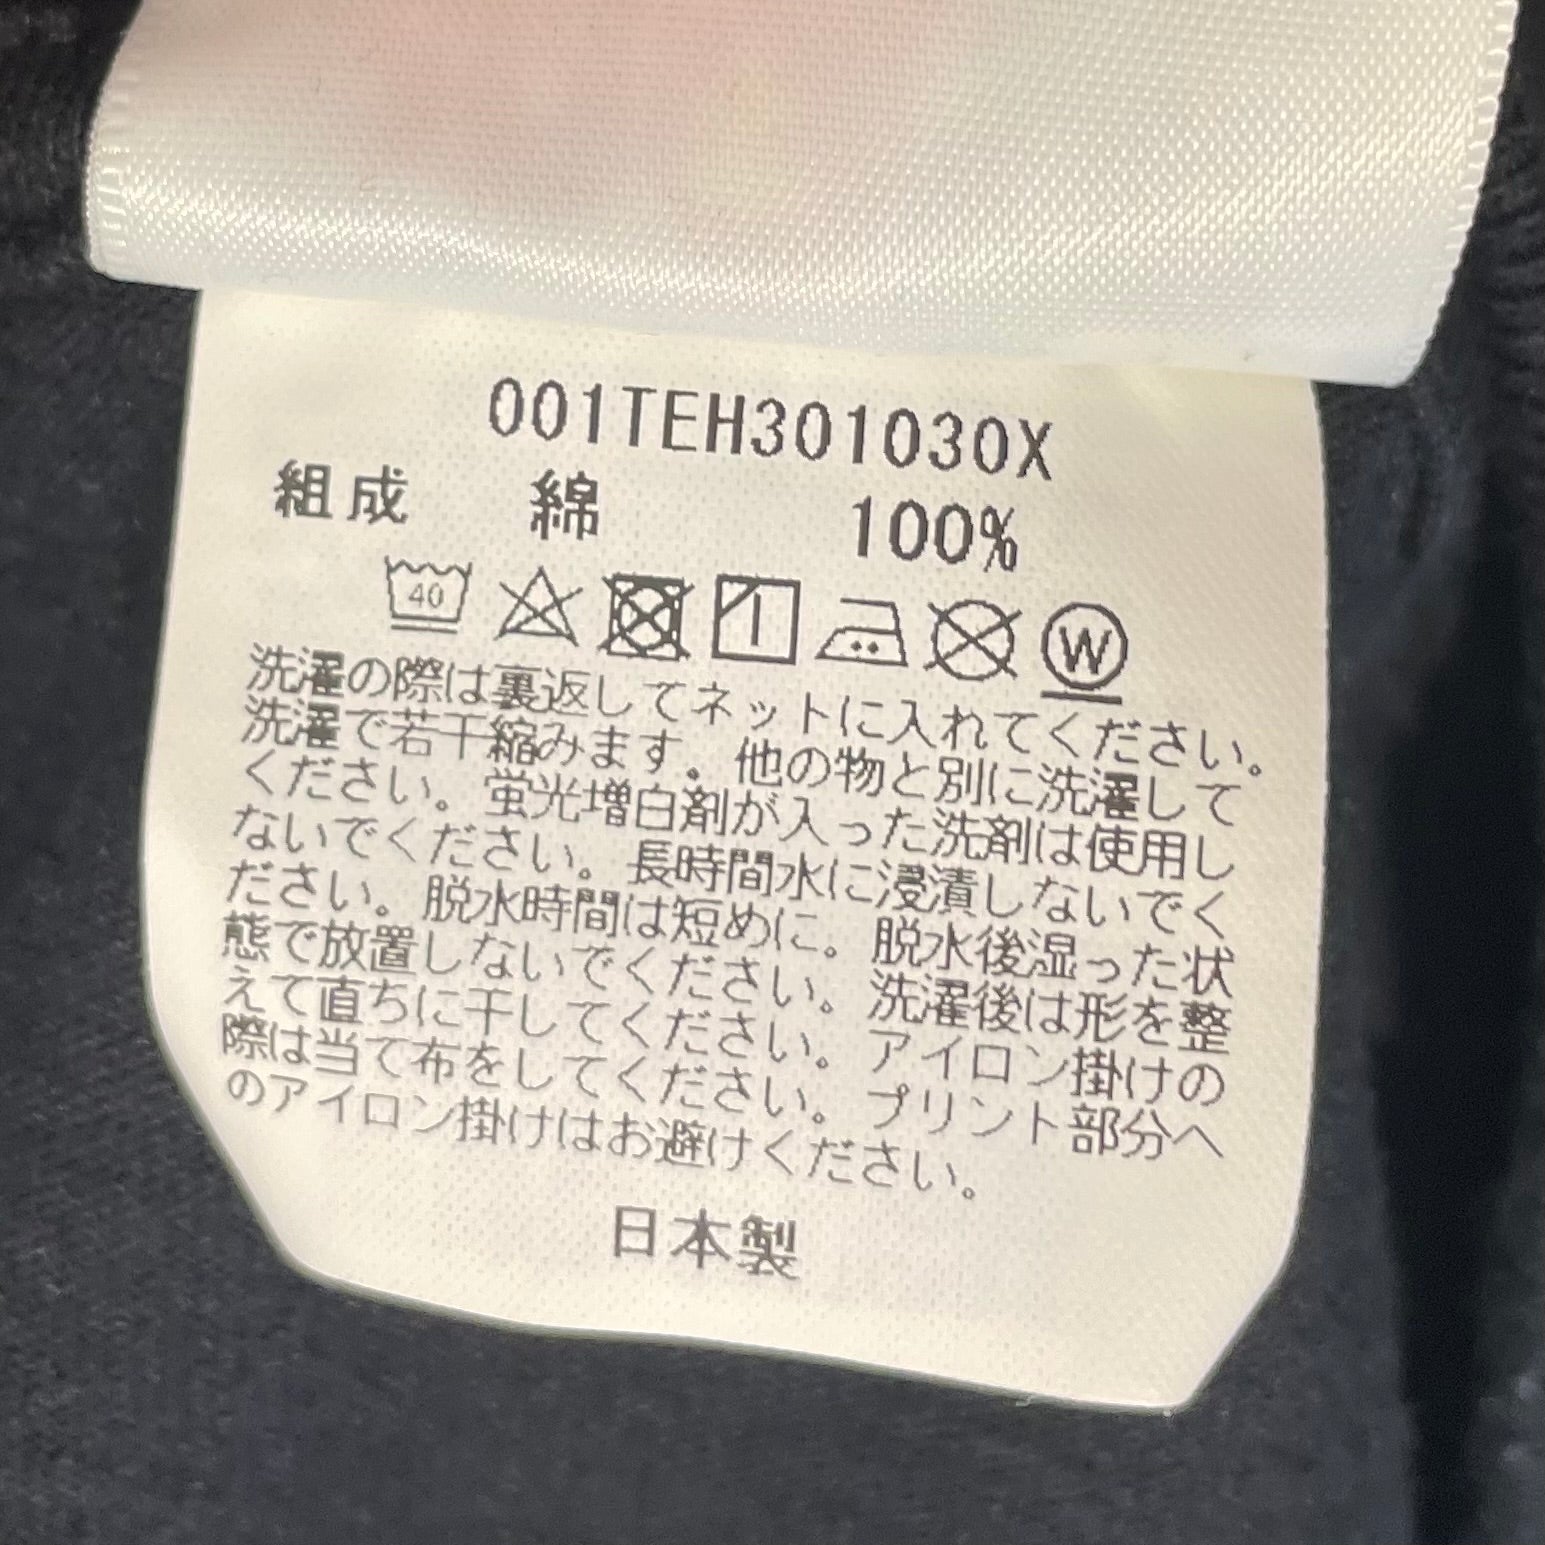 001TEH301030X
組成 綿 100%
40 W
洗濯の際は裏返してネットに入れてください。
洗濯で若干縮みます。他の物と別に洗濯して
ください。蛍光増白剤が入った洗剤は使用し
ないでください。長時間水に浸漬しないでく
ださい。脱水時間は短めに。脱水後湿った状
態で放置しないでください。洗濯後は形を整
えて直ちに干してください。アイロン掛けの
際は当て布をしてください。プリント部分へ
のアイロン掛けはお避けください。
日本製